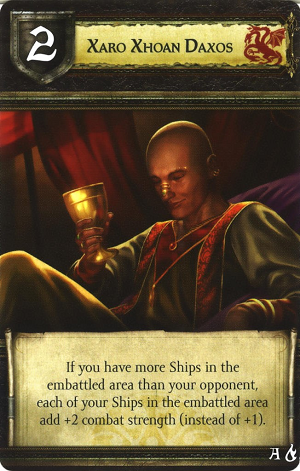 2
Xaro Xhoan Daxos
If you have more Ships in the
embattled area than your opponent,
each of your Ships in the embattled area
add +2 combat strength (instead of +1).
A